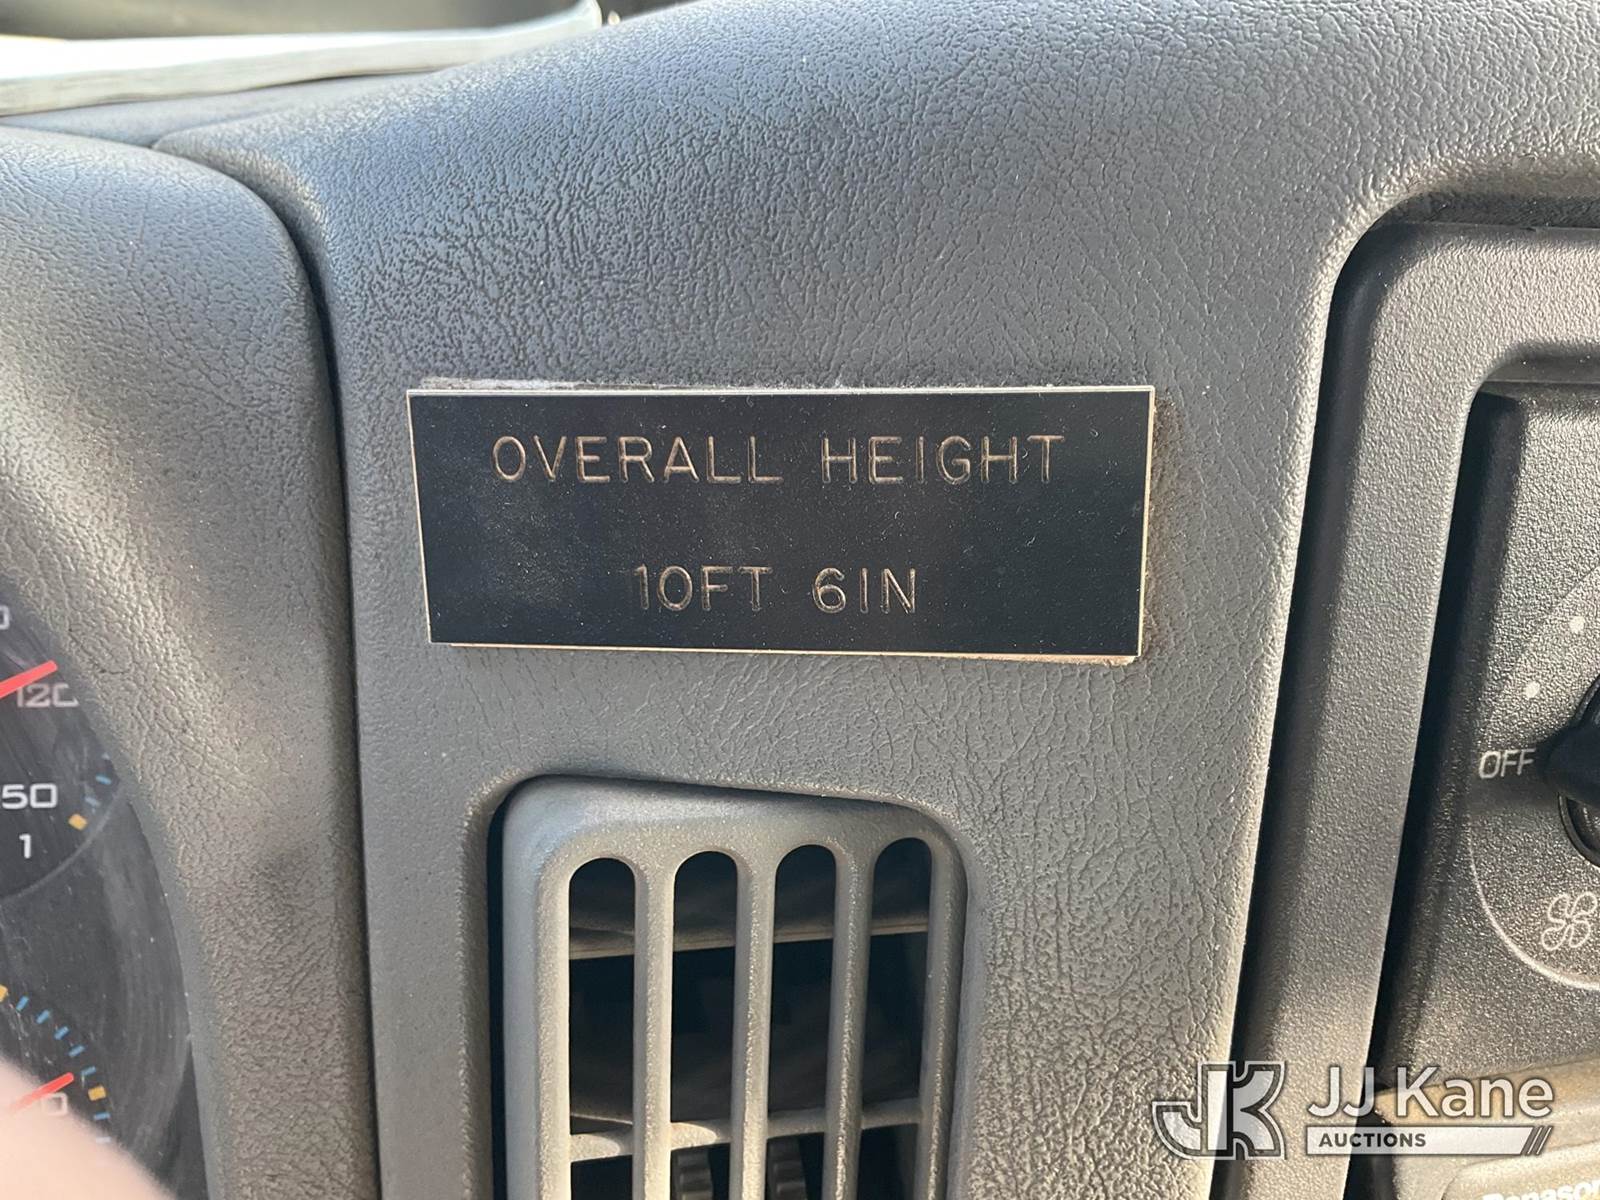 OVERALL HEIGHT
10FT 6IN
120
50
1
OFF
JJ Kane
AUCTIONS